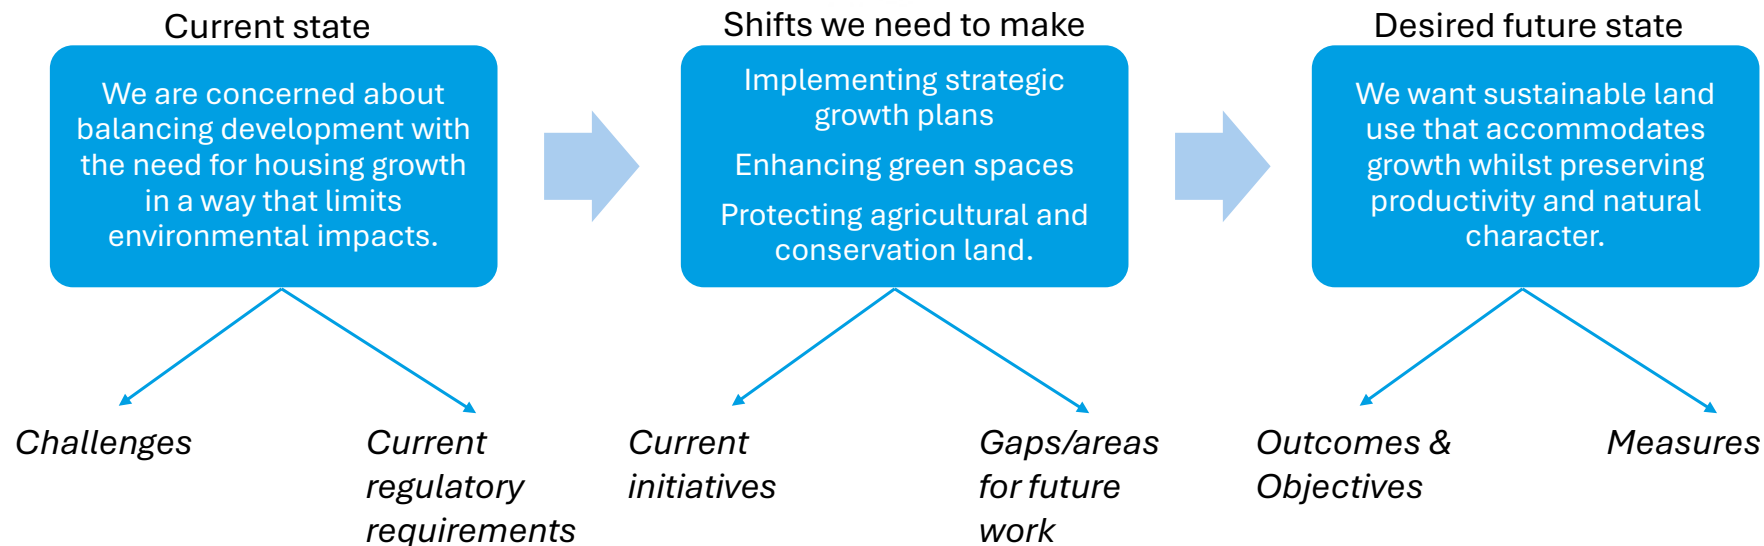 Current state
We are concerned about
balancing development with
the need for housing growth
in a way that limits
environmental impacts.
Shifts we need to make
Implementing strategic
growth plans
Enhancing green spaces
Protecting agricultural and
conservation land.
Desired future state
We want sustainable land
use that accommodates
growth whilst preserving
productivity and natural
character.
Challenges
Current
regulatory
requirements
Current
initiatives
Gaps/areas
for future
work
Outcomes &
Objectives
Measures